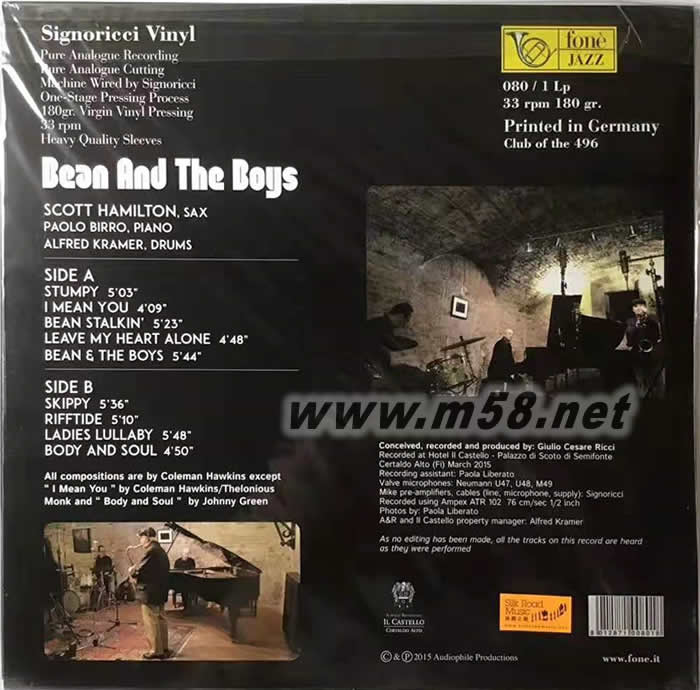 Signoricci Vinyl
Pure Analogue Recording
Pure Analogue Cutting
Machine Wired by Signoricci
One-Stage Pressing Process
180gr. Virgin Vinyl Pressing
33 rpm
Heavy Quality Sleeves
fonè
JAZZ
080 / 1 Lp
33 rpm 180 gr.
Printed in Germany
Club of the 496
Bean And The Boys
SCOTT HAMILTON, SAX
PAOLO BIRRO, PIANO
ALFRED KRAMER, DRUMS
SIDE A
STUMPY 5'03"
I MEAN YOU 4'09"
BEAN STALKIN' 5'23"
LEAVE MY HEART ALONE 4'48"
BEAN & THE BOYS 5'44"
SIDE B
SKIPPY 5'36"
RIFFTIDE 5'10"
LADIES LULLABY 5'48"
BODY AND SOUL 4'50"
All compositions are by Coleman Hawkins except
" I Mean You " by Coleman Hawkins/Thelonious
Monk and " Body and Soul " by Johnny Green
www.m58.net
Conceived, recorded and produced by: Giulio Cesare Ricci
Recorded at Hotel Il Castello - Palazzo di Scoto di Semifonte
Certaldo Alto (Fi) March 2015
Recording assistant: Paola Liberato
Valve microphones: Neumann U47, U48, M49
Mike pre-amplifiers, cables (line, microphone, supply): Signoricci
Recorded using Ampex ATR 102 76 cm/sec 1/2 inch
Photos by: Paola Liberato
A&R and Il Castello property manager: Alfred Kramer
As no editing has been made, all the tracks on this record are heard
as they were performed
IL CASTELLO
CERTALDO ALTO
Silk Road
Music
© & ℗ 2015 Audiophile Productions
www.fone.it